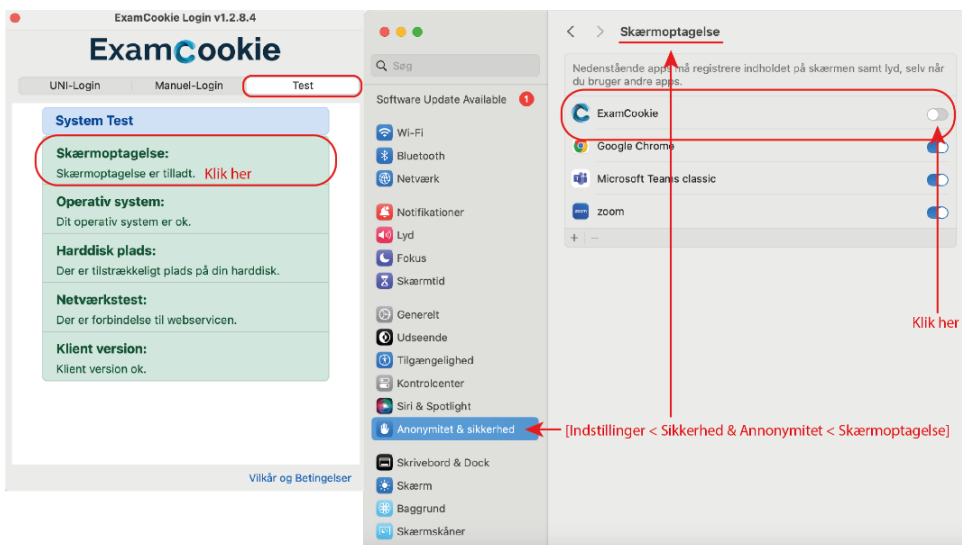 ExamCookie Login v1.2.8.4
ExamCookie
UNI-Login
Manuel-Login
Test
System Test
Skærmoptagelse:
Skærmoptagelse er tilladt.
Klik her
Operativ system:
Dit operativ system er ok.
Harddisk plads:
Der er tilstrækkeligt plads på din harddisk.
Netværkstest:
Der er forbindelse til webservicen.
Klient version:
Klient version ok.
Vilkår og Betingelser
Søg
Software Update Available 1
Wi-Fi
Bluetooth
Netværk
Notifikationer
Lyd
Fokus
Skærmtid
Generelt
Udseende
Tilgængelighed
Kontrolcenter
Siri & Spotlight
Anonymitet & sikkerhed
Skrivebord & Dock
Skærm
Baggrund
Skærmskåner
Skærmoptagelse
Nedenstående apps må registrere indholdet på skærmen samt lyd, selv når
du bruger andre apps.
ExamCookie
Google Chrome
Microsoft Teams classic
zoom
zoom
Klik her
[Indstillinger < Sikkerhed & Annonymitet < Skærmoptagelse]